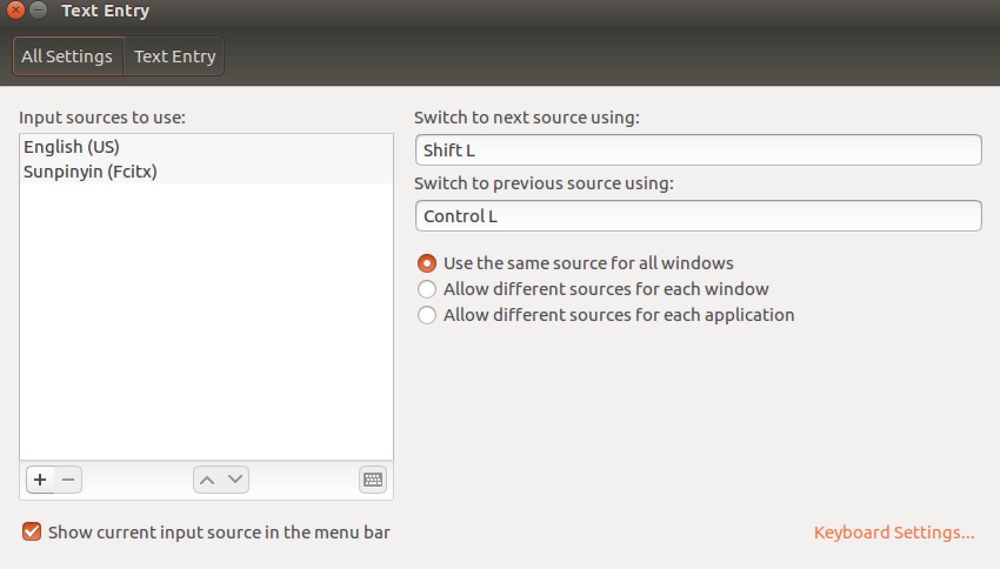 Text Entry
All Settings
Text Entry
Input sources to use:
English (US)
Sunpinyin (Fcitx)
Switch to next source using:
Shift L
Switch to previous source using:
Control L
Use the same source for all windows
Allow different sources for each window
Allow different sources for each application
Show current input source in the menu bar
Keyboard Settings...